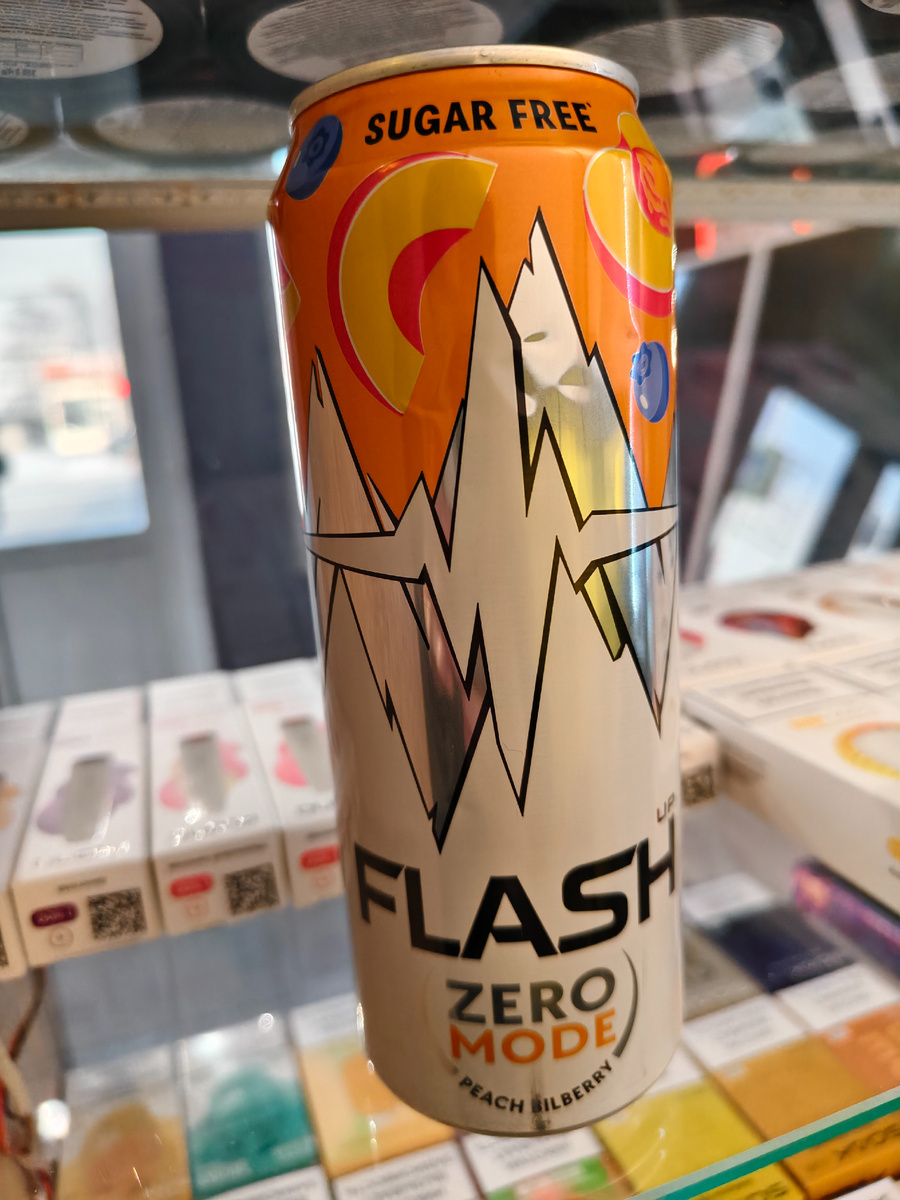 SUGAR FREE*
UP
FLASH
ZERO
MODE
PEACH BILBERRY